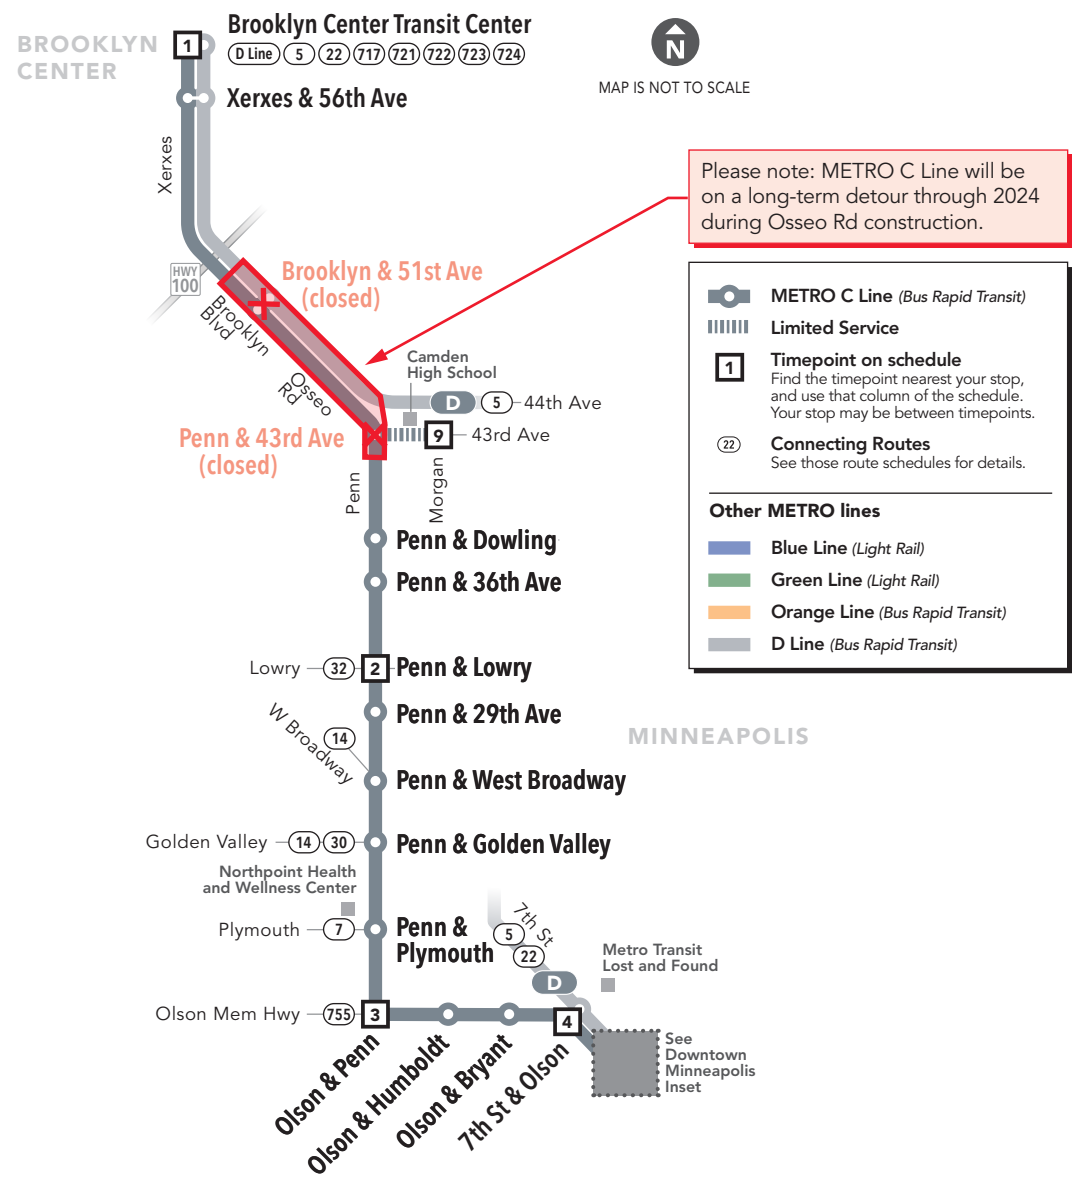 BROOKLYN
CENTER
1
Brooklyn Center Transit Center
D Line 5 22 717 721 722 723 724
N
MAP IS NOT TO SCALE
Xerxes & 56th Ave
Xerxes
Please note: METRO C Line will be
on a long-term detour through 2024
during Osseo Rd construction.
HWY
100
Brooklyn & 51st Ave
(closed)
Brooklyn
Blvd
Osseo
Rd
Camden
High School
D 5 44th Ave
9 43rd Ave
Penn & 43rd Ave
(closed)
Penn
Morgan
METRO C Line (Bus Rapid Transit)
Limited Service
1
Timepoint on schedule
Find the timepoint nearest your stop,
and use that column of the schedule.
Your stop may be between timepoints.
22
Connecting Routes
See those route schedules for details.
Other METRO lines
Blue Line (Light Rail)
Green Line (Light Rail)
Orange Line (Bus Rapid Transit)
D Line (Bus Rapid Transit)
Penn & Dowling
Penn & 36th Ave
Lowry 32 2 Penn & Lowry
Penn & 29th Ave
MINNEAPOLIS
W Broadway
14
Penn & West Broadway
Golden Valley 14 30 Penn & Golden Valley
Northpoint Health
and Wellness Center
Plymouth 7
Penn &
Plymouth
7th St
5
22
D
Metro Transit
Lost and Found
Olson Mem Hwy 755 3
4
See
Downtown
Minneapolis
Inset
Olson & Penn
Olson & Humboldt
Olson & Bryant
7th St & Olson